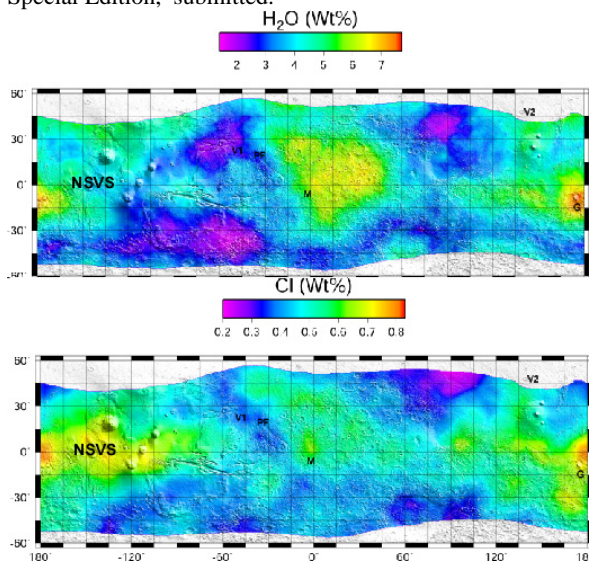 Special Edition, submitted.
H₂O (Wt%)
2 3 4 5 6 7
60°
V2
30°
V1
PF
NSVS
0°
M
G
-30°
-60°
Cl (Wt%)
0.2 0.3 0.4 0.5 0.6 0.7 0.8
60°
V2
30°
V1
PF
NSVS
0°
M
G
-30°
-60°
180° -120° -60° 0° 60° 120° 180°